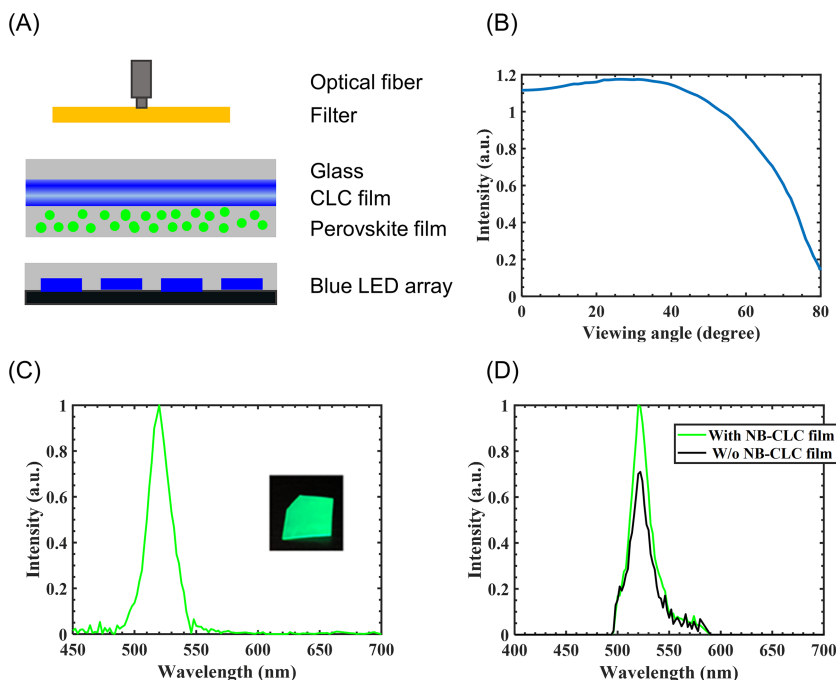 (A)
Optical fiber
Filter
Glass
CLC film
Perovskite film
Blue LED array
(B)
Intensity (a.u.)
1.2
1
0.8
0.6
0.4
0.2
0
0 20 40 60 80
Viewing angle (degree)
(C)
Intensity (a.u.)
1
0.8
0.6
0.4
0.2
0
450 500 550 600 650 700
Wavelength (nm)
(D)
Intensity (a.u.)
1
0.8
0.6
0.4
0.2
0
With NB-CLC film
W/o NB-CLC film
400 450 500 550 600 650 700
Wavelength (nm)